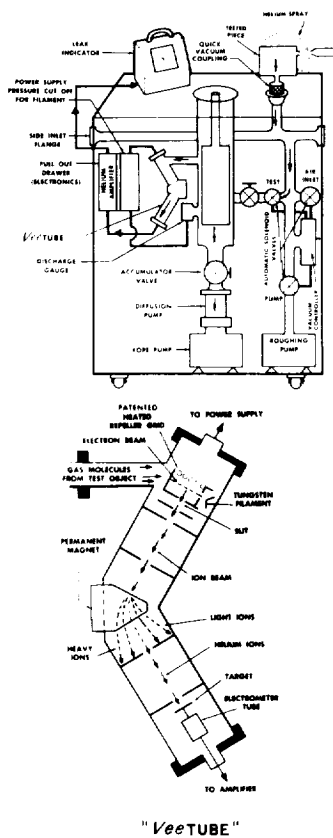 HELIUM SPRAY
TESTED
PIECE
LEAK
INDICATOR
QUICK
VACUUM
COUPLING
POWER SUPPLY
PRESSURE CUT OFF
FOR FILAMENT
SIDE INLET
FLANGE
PULL OUT
DRAWER
(ELECTRONICS)
HELIUM
AMPLIFIER
TEST
AIR
INLET
VeeTUBE
DISCHARGE
GAUGE
AUTOMATIC SOLENOID
VALVES
ACCUMULATOR
VALVE
PUMP
VACUUM
CONTROLLER
DIFFUSION
PUMP
FORE PUMP
ROUGHING
PUMP
PATENTED
HEATED
REPELLER GRID
TO POWER SUPPLY
ELECTRON BEAM
GAS MOLECULES
FROM TEST OBJECT
TUNGSTEN
FILAMENT
SLIT
PERMANENT
MAGNET
ION BEAM
LIGHT IONS
HEAVY
IONS
HELIUM IONS
TARGET
ELECTROMETER
TUBE
TO AMPLIFIER
"VeeTUBE"